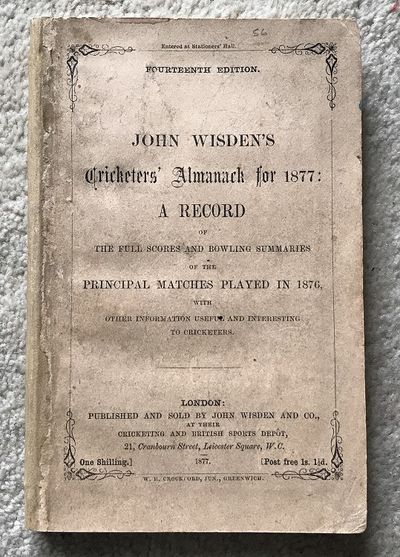 56
Entered at Stationers' Hall.
FOURTEENTH EDITION.
JOHN WISDEN'S
Cricketers' Almanack for 1877:
A RECORD
OF
THE FULL SCORES AND BOWLING SUMMARIES
OF THE
PRINCIPAL MATCHES PLAYED IN 1876,
WITH
OTHER INFORMATION USEFUL AND INTERESTING
TO CRICKETERS.
LONDON:
PUBLISHED AND SOLD BY JOHN WISDEN AND CO.,
AT THEIR
CRICKETING AND BRITISH SPORTS DEPÔT,
21, Cranbourn Street, Leicester Square, W.C.
One Shilling.] 1877. [Post free 1s. 1½d.
W. H. CROCKFORD, JUN., GREENWICH.